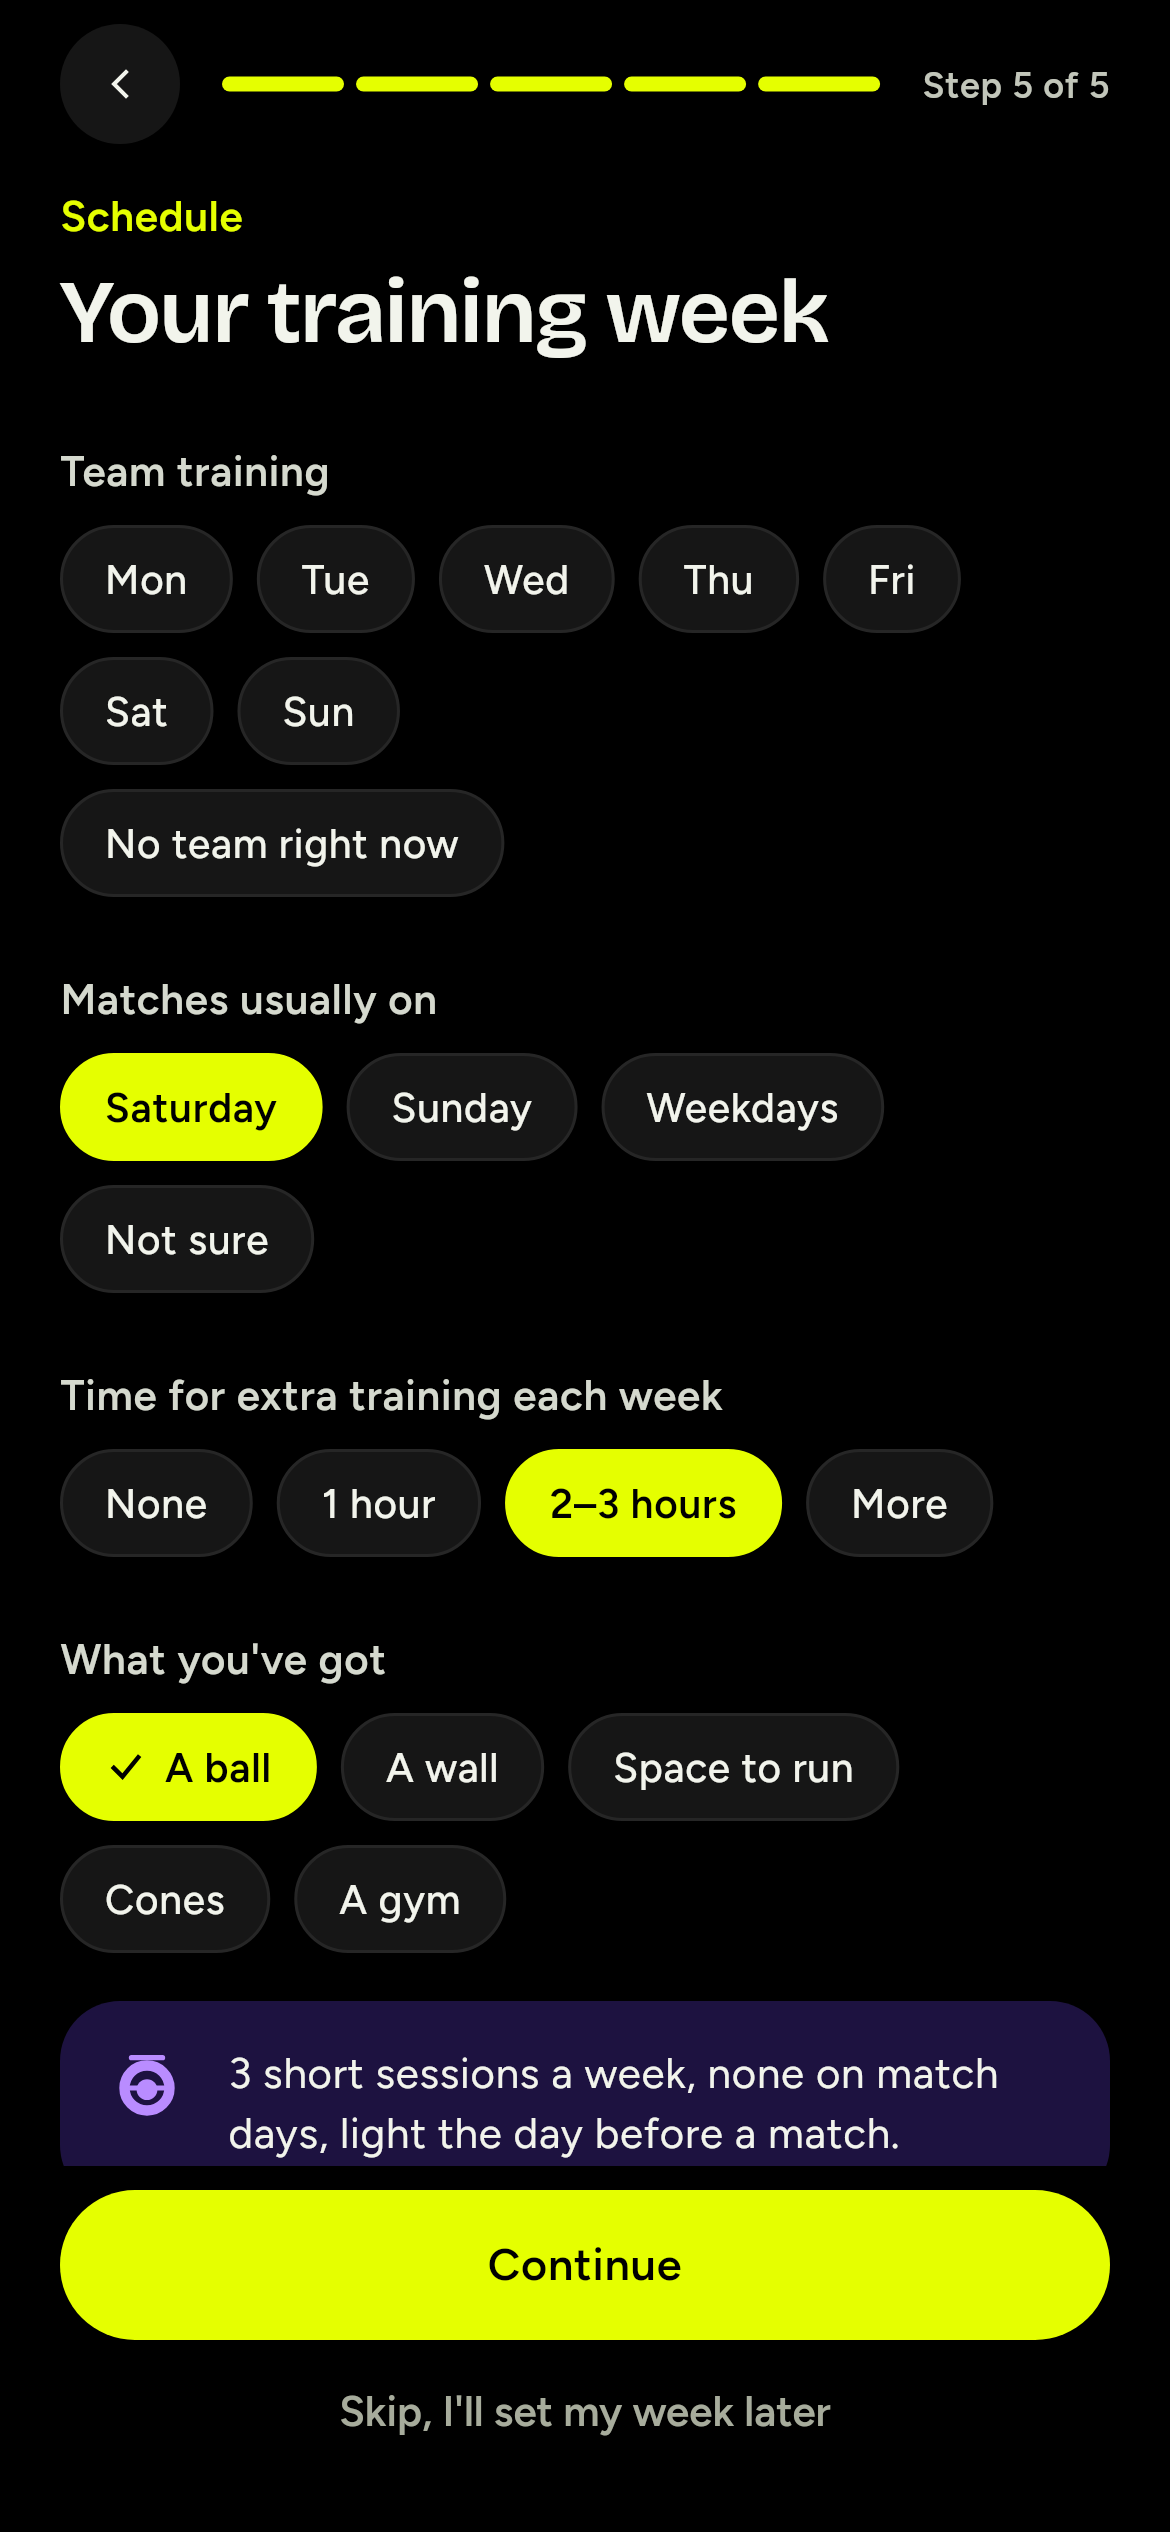 Step 5 of 5
Schedule
Your training week
Team training
Mon Tue Wed Thu Fri
Sat Sun
No team right now
Matches usually on
Saturday Sunday Weekdays
Not sure
Time for extra training each week
None 1 hour 2–3 hours More
What you've got
A ball A wall Space to run
Cones A gym
3 short sessions a week, none on match
days, light the day before a match.
Continue
Skip, I'll set my week later